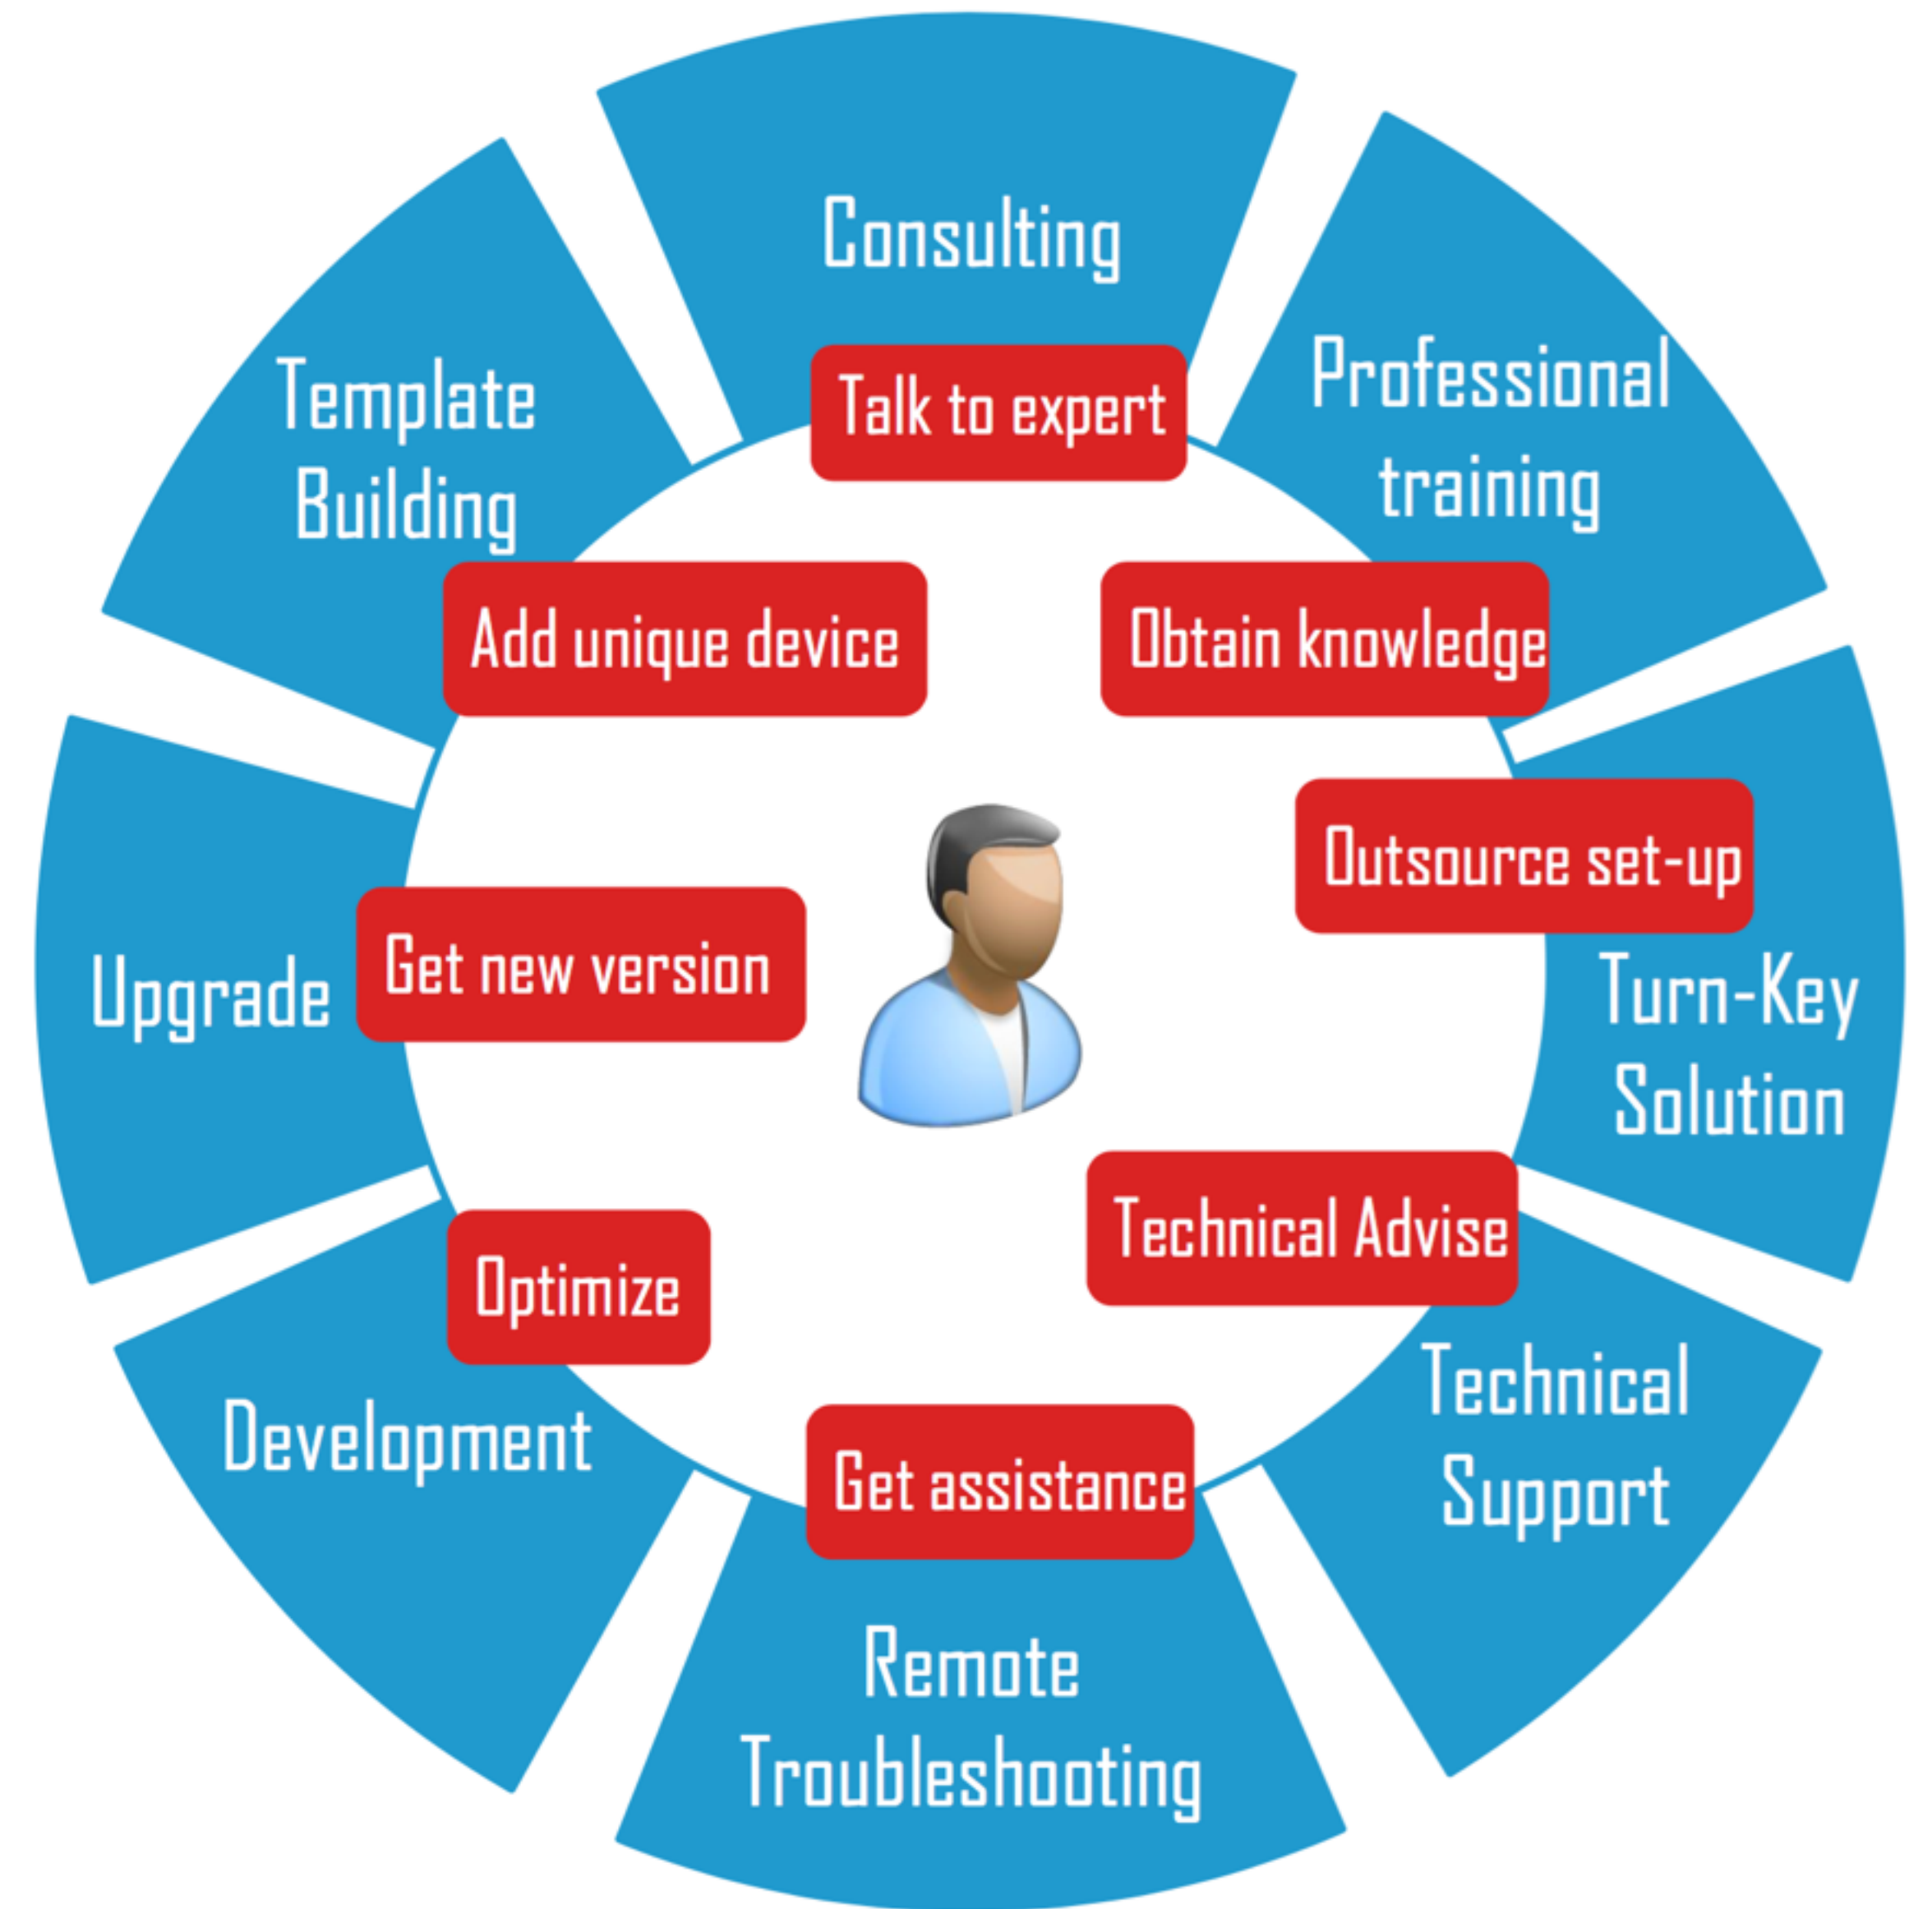 Consulting
Talk to expert
Professional
training
Obtain knowledge
Outsource set-up
Turn-Key
Solution
Technical Advise
Technical
Support
Get assistance
Remote
Troubleshooting
Optimize
Development
Get new version
Upgrade
Template
Building
Add unique device